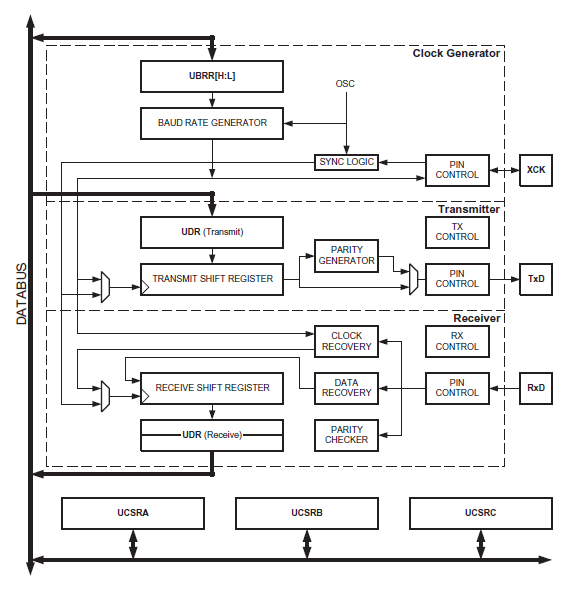 Clock Generator
UBRR[H:L]
OSC
BAUD RATE GENERATOR
SYNC LOGIC
PIN
CONTROL
XCK
Transmitter
UDR (Transmit)
TX
CONTROL
PARITY
GENERATOR
TRANSMIT SHIFT REGISTER
PIN
CONTROL
TxD
DATABUS
Receiver
CLOCK
RECOVERY
RX
CONTROL
RECEIVE SHIFT REGISTER
DATA
RECOVERY
PIN
CONTROL
RxD
UDR (Receive)
PARITY
CHECKER
UCSRA
UCSRB
UCSRC